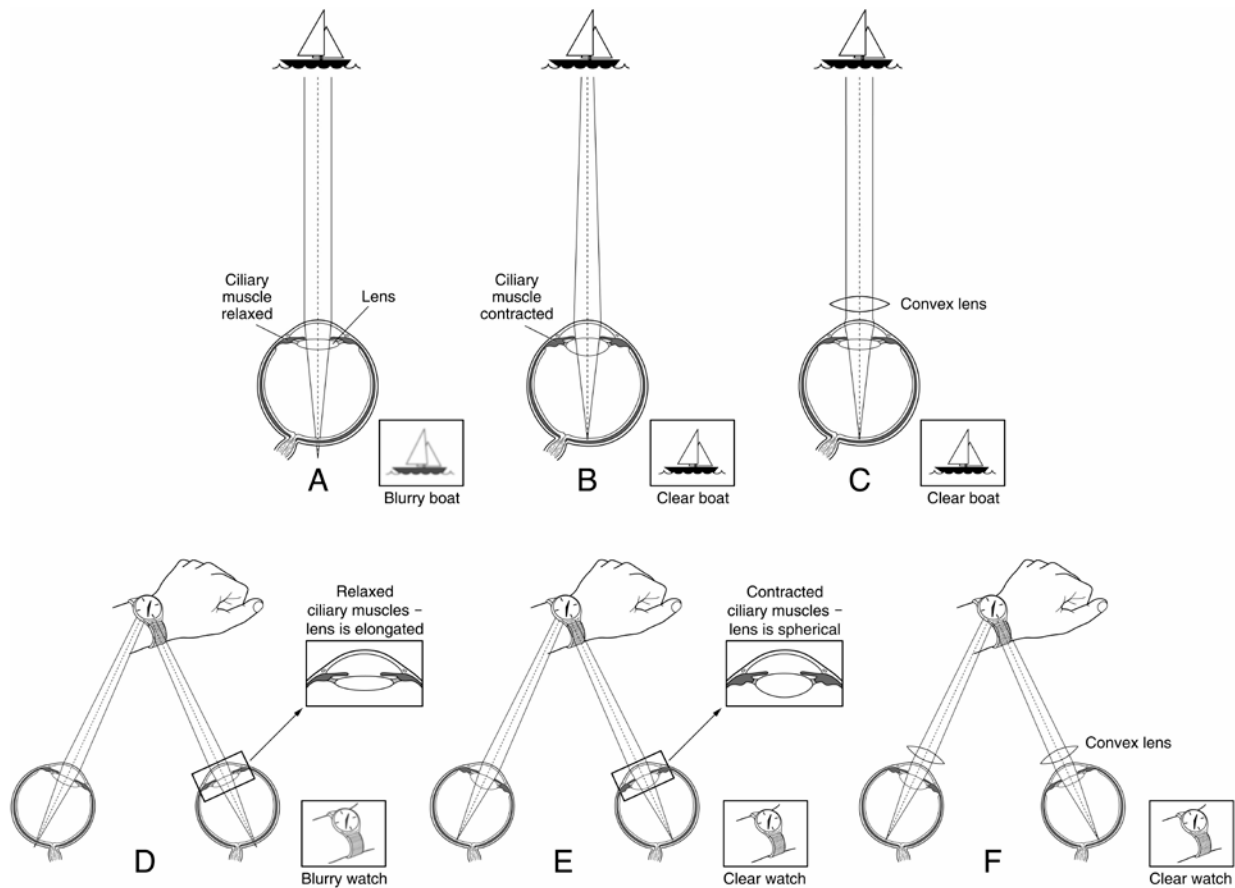 Ciliary
muscle
relaxed
Lens
A
Blurry boat
Ciliary
muscle
contracted
B
Clear boat
Convex lens
C
Clear boat
Relaxed
ciliary muscles –
lens is elongated
D
Blurry watch
Contracted
ciliary muscles –
lens is spherical
E
Clear watch
Convex lens
F
Clear watch